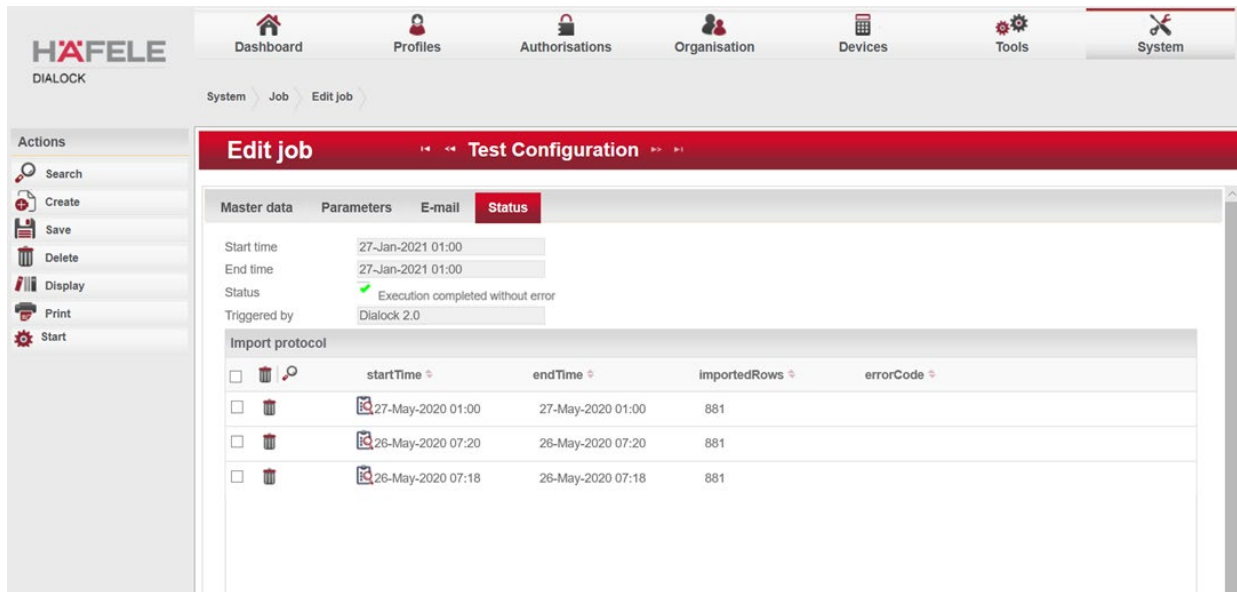 HÄFELE
DIALOCK
Dashboard Profiles Authorisations Organisation Devices Tools System
System Job Edit job
Actions
Search
Create
Save
Delete
Display
Print
Start
Edit job Test Configuration
Master data Parameters E-mail Status
Start time 27-Jan-2021 01:00
End time 27-Jan-2021 01:00
Status Execution completed without error
Triggered by Dialock 2.0
Import protocol
startTime endTime importedRows errorCode
27-May-2020 01:00 27-May-2020 01:00 881
26-May-2020 07:20 26-May-2020 07:20 881
26-May-2020 07:18 26-May-2020 07:18 881